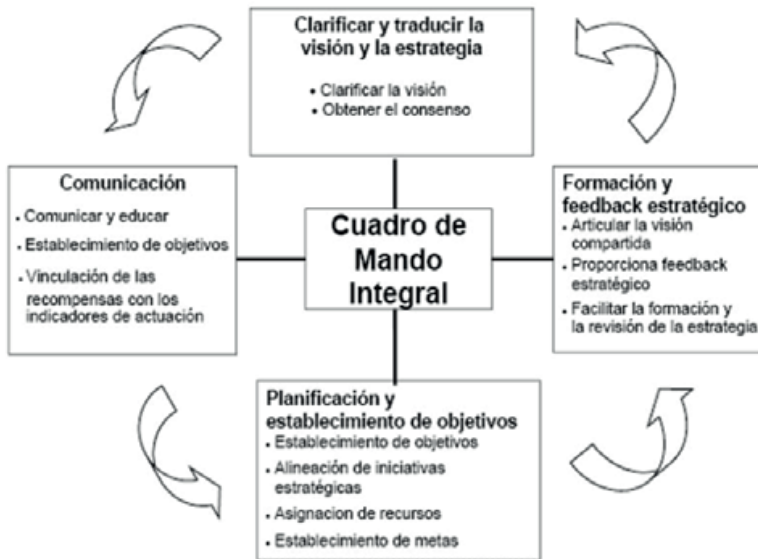 Clarificar y traducir la
visión y la estrategia
• Clarificar la visión
• Obtener el consenso
Comunicación
• Comunicar y educar
• Establecimiento de objetivos
• Vinculación de las
recompensas con los
indicadores de actuación
Cuadro de
Mando
Integral
Formación y
feedback estratégico
• Articular la visión
compartida
• Proporciona feedback
estratégico
• Facilitar la formación y
la revisión de la estrategia
Planificación y
establecimiento de objetivos
• Establecimiento de objetivos
• Alineación de iniciativas
estratégicas
• Asignacion de recursos
• Establecimiento de metas